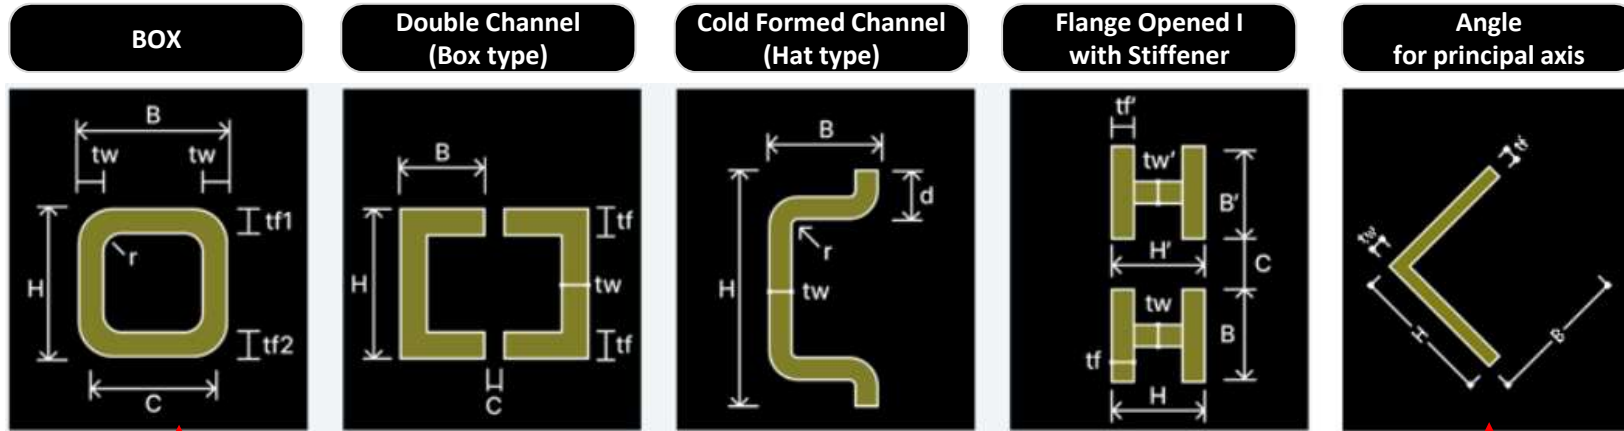 BOX
Double Channel
(Box type)
Cold Formed Channel
(Hat type)
Flange Opened I
with Stiffener
Angle
for principal axis
B
tw
tw
tf1
r
H
tf2
C
B
tf
H
tw
tf
C
B
d
r
H
tw
tf'
tw'
B'
H'
C
tw
B
tf
H
tw'
H
B